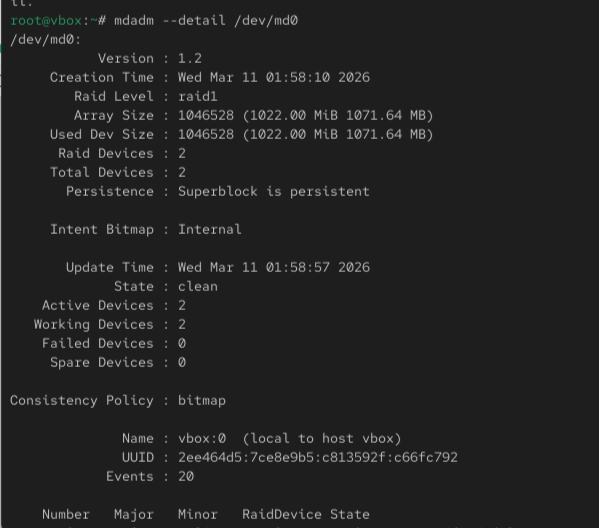 root@vbox:~# mdadm --detail /dev/md0
/dev/md0:
Version : 1.2
Creation Time : Wed Mar 11 01:58:10 2026
Raid Level : raid1
Array Size : 1046528 (1022.00 MiB 1071.64 MB)
Used Dev Size : 1046528 (1022.00 MiB 1071.64 MB)
Raid Devices : 2
Total Devices : 2
Persistence : Superblock is persistent
Intent Bitmap : Internal
Update Time : Wed Mar 11 01:58:57 2026
State : clean
Active Devices : 2
Working Devices : 2
Failed Devices : 0
Spare Devices : 0
Consistency Policy : bitmap
Name : vbox:0 (local to host vbox)
UUID : 2ee464d5:7ce8e9b5:c813592f:c66fc792
Events : 20
Number Major Minor RaidDevice State